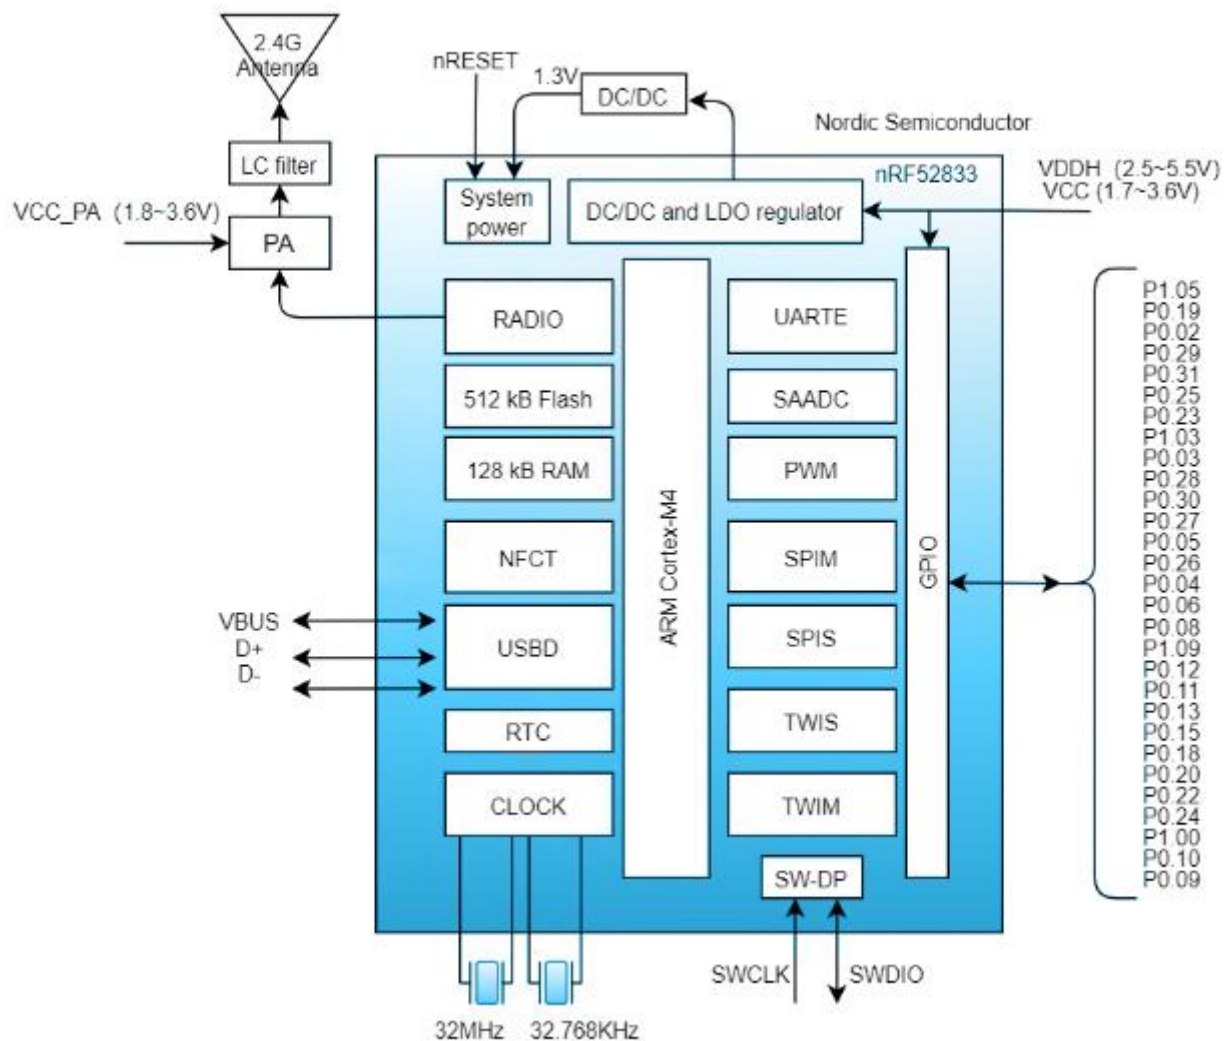 2.4G
Antenna
nRESET
1.3V
DC/DC
Nordic Semiconductor
LC filter
nRF52833
VDDH (2.5~5.5V)
VCC (1.7~3.6V)
VCC_PA (1.8~3.6V)
PA
System
power
DC/DC and LDO regulator
RADIO
512 kB Flash
128 kB RAM
NFCT
USBD
RTC
CLOCK
VBUS
D+
D-
ARM Cortex-M4
UARTE
SAADC
PWM
SPIM
SPIS
TWIS
TWIM
SW-DP
GPIO
P1.05
P0.19
P0.02
P0.29
P0.31
P0.25
P0.23
P1.03
P0.03
P0.28
P0.30
P0.27
P0.05
P0.26
P0.04
P0.06
P0.08
P1.09
P0.12
P0.11
P0.13
P0.15
P0.18
P0.20
P0.22
P0.24
P1.00
P0.10
P0.09
SWCLK
SWDIO
32MHz
32.768KHz